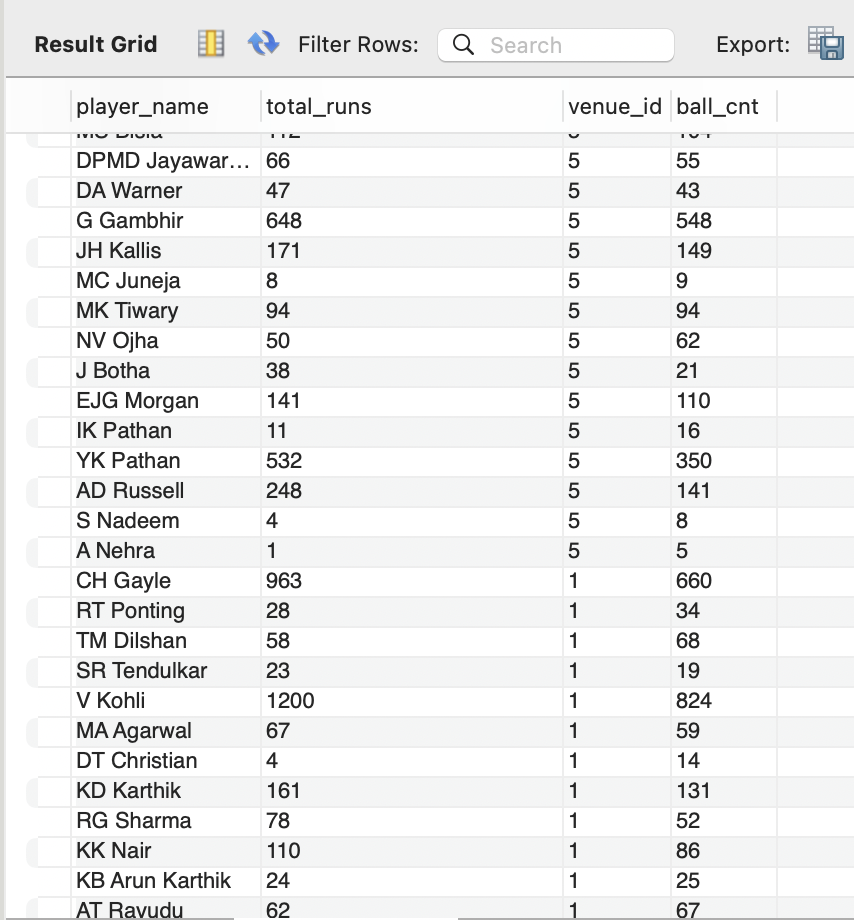 Result Grid Filter Rows: Search Export:
player_name total_runs venue_id ball_cnt
DPMD Jayawar... 66 5 55
DA Warner 47 5 43
G Gambhir 648 5 548
JH Kallis 171 5 149
MC Juneja 8 5 9
MK Tiwary 94 5 94
NV Ojha 50 5 62
J Botha 38 5 21
EJG Morgan 141 5 110
IK Pathan 11 5 16
YK Pathan 532 5 350
AD Russell 248 5 141
S Nadeem 4 5 8
A Nehra 1 5 5
CH Gayle 963 1 660
RT Ponting 28 1 34
TM Dilshan 58 1 68
SR Tendulkar 23 1 19
V Kohli 1200 1 824
MA Agarwal 67 1 59
DT Christian 4 1 14
KD Karthik 161 1 131
RG Sharma 78 1 52
KK Nair 110 1 86
KB Arun Karthik 24 1 25
AT Rayudu 62 1 67